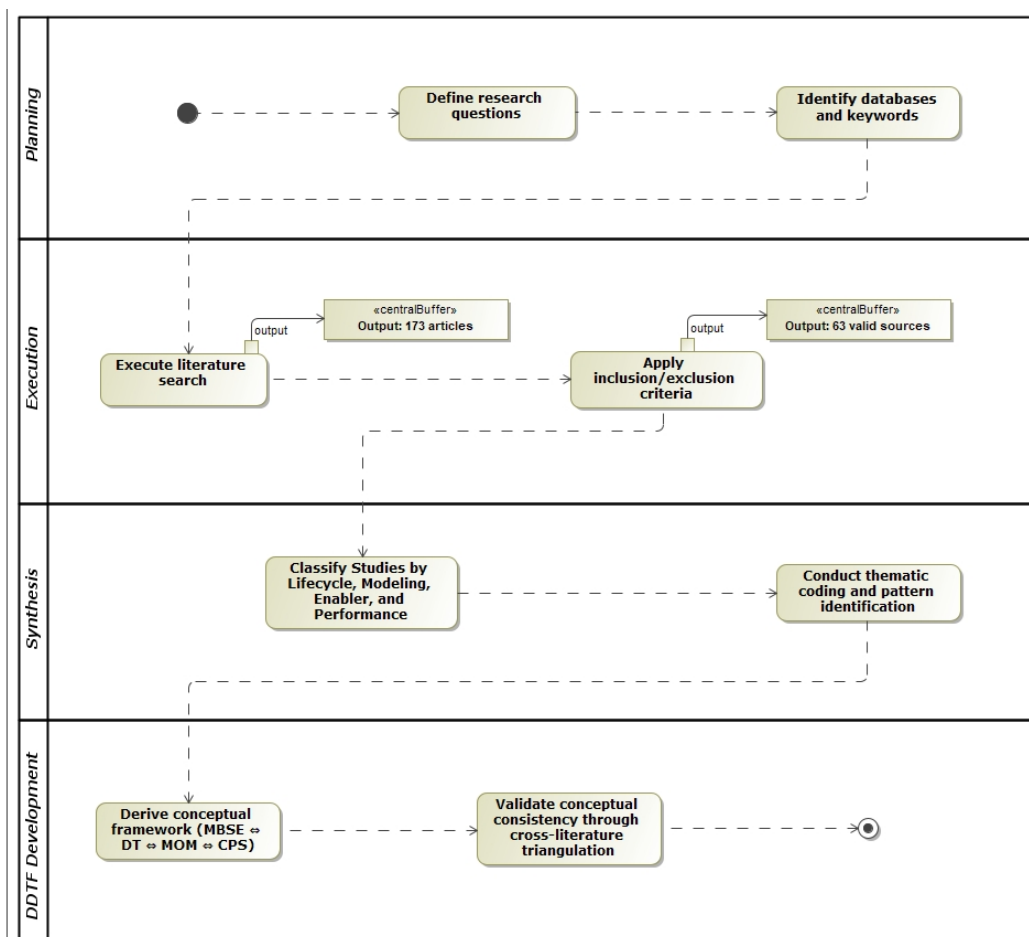 Planning
Define research
questions
Identify databases
and keywords
Execution
«centralBuffer»
Output: 173 articles
output
Execute literature
search
«centralBuffer»
Output: 63 valid sources
output
Apply
inclusion/exclusion
criteria
Synthesis
Classify Studies by
Lifecycle, Modeling,
Enabler, and
Performance
Conduct thematic
coding and pattern
identification
DDTF Development
Derive conceptual
framework (MBSE ⇔
DT ⇔ MOM ⇔ CPS)
Validate conceptual
consistency through
cross-literature
triangulation